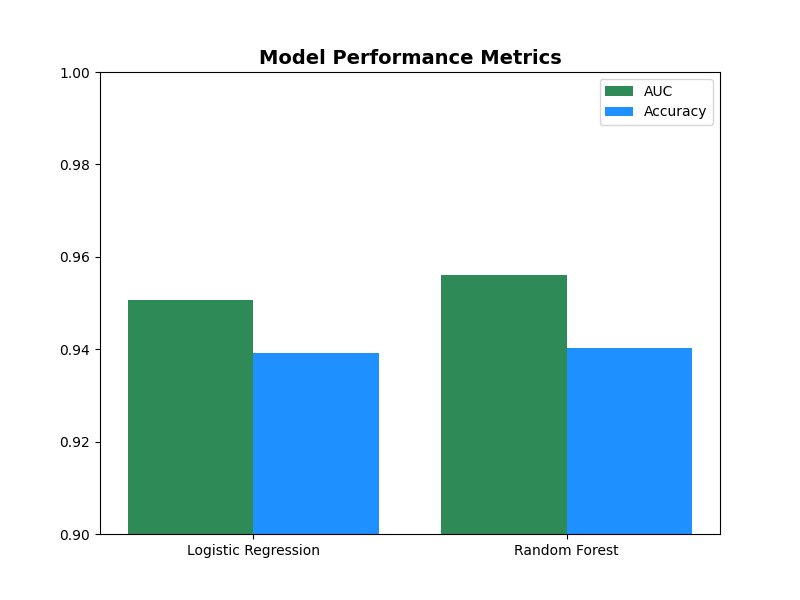 Model Performance Metrics
1.00
0.98
0.96
0.94
0.92
0.90
AUC
Accuracy
Logistic Regression
Random Forest